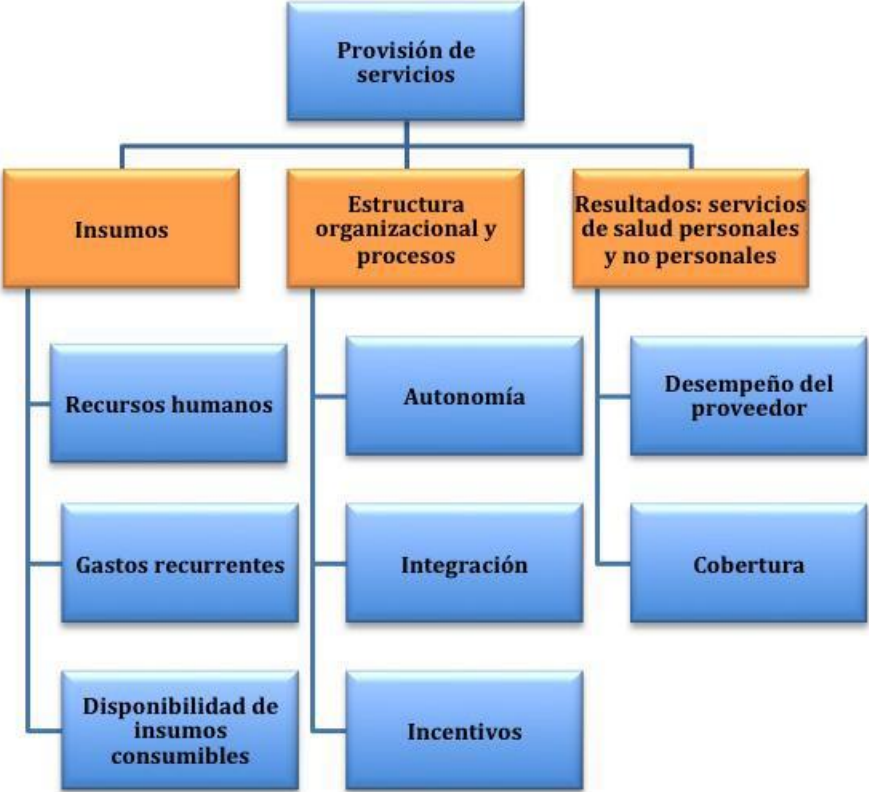 Provisión de
servicios
Insumos
Estructura
organizacional y
procesos
Resultados: servicios
de salud personales
y no personales
Recursos humanos
Gastos recurrentes
Disponibilidad de
insumos
consumibles
Autonomía
Integración
Incentivos
Desempeño del
proveedor
Cobertura